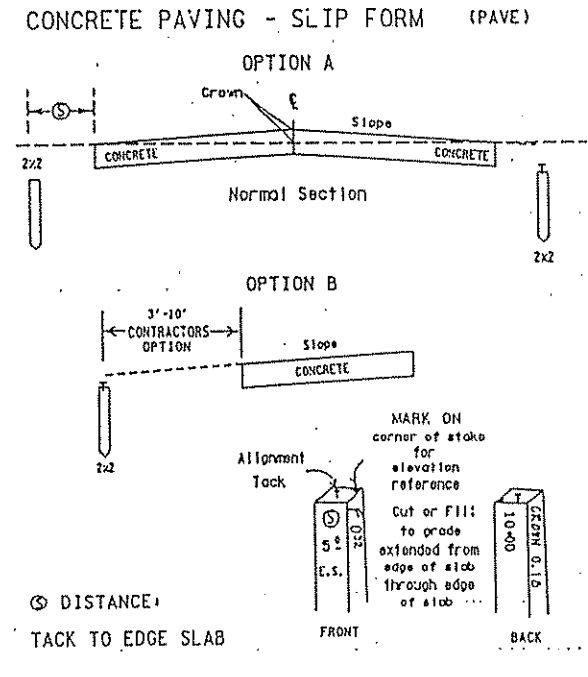 CONCRETE PAVING - SLIP FORM (PAVE)
OPTION A
Crown
℄
Slope
Ⓢ
2x2
CONCRETE
CONCRETE
Normal Section
2x2
OPTION B
3'-10'
CONTRACTORS
OPTION
Slope
CONCRETE
2x2
MARK ON
corner of stake
for
elevation
reference
Alignment
Tack
Cut or Fill
to grade
extended from
edge of slab
through edge
of slab
Ⓢ
5⁰
E.S.
10+00
CROWN 0.16
FRONT
BACK
Ⓢ DISTANCE:
TACK TO EDGE SLAB